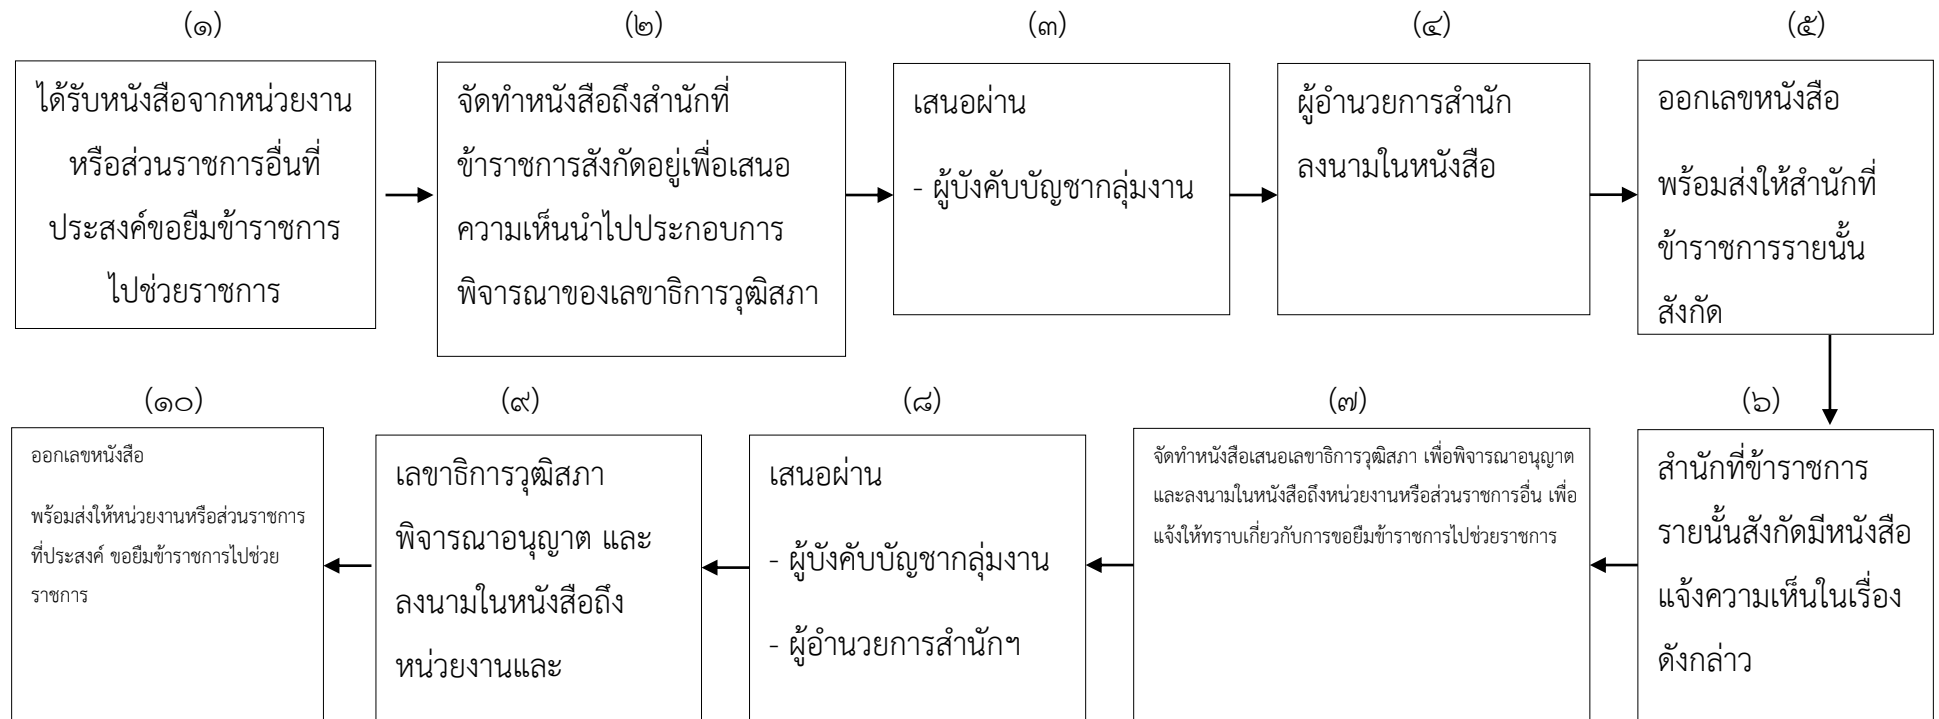 (๑)
ได้รับหนังสือจากหน่วยงาน
หรือส่วนราชการอื่นที่
ประสงค์ขอยืมข้าราชการ
ไปช่วยราชการ
(๒)
จัดทำหนังสือถึงสำนักที่
ข้าราชการสังกัดอยู่เพื่อเสนอ
ความเห็นนำไปประกอบการ
พิจารณาของเลขาธิการวุฒิสภา
(๓)
เสนอผ่าน
- ผู้บังคับบัญชากลุ่มงาน
(๔)
ผู้อำนวยการสำนัก
ลงนามในหนังสือ
(๕)
ออกเลขหนังสือ
พร้อมส่งให้สำนักที่
ข้าราชการรายนั้น
สังกัด
(๖)
สำนักที่ข้าราชการ
รายนั้นสังกัดมีหนังสือ
แจ้งความเห็นในเรื่อง
ดังกล่าว
(๗)
จัดทำหนังสือเสนอเลขาธิการวุฒิสภา เพื่อพิจารณาอนุญาต
และลงนามในหนังสือถึงหน่วยงานหรือส่วนราชการอื่น เพื่อ
แจ้งให้ทราบเกี่ยวกับการขอยืมข้าราชการไปช่วยราชการ
(๘)
เสนอผ่าน
- ผู้บังคับบัญชากลุ่มงาน
- ผู้อำนวยการสำนักฯ
(๙)
เลขาธิการวุฒิสภา
พิจารณาอนุญาต และ
ลงนามในหนังสือถึง
หน่วยงานและ
(๑๐)
ออกเลขหนังสือ
พร้อมส่งให้หน่วยงานหรือส่วนราชการ
ที่ประสงค์ ขอยืมข้าราชการไปช่วย
ราชการ